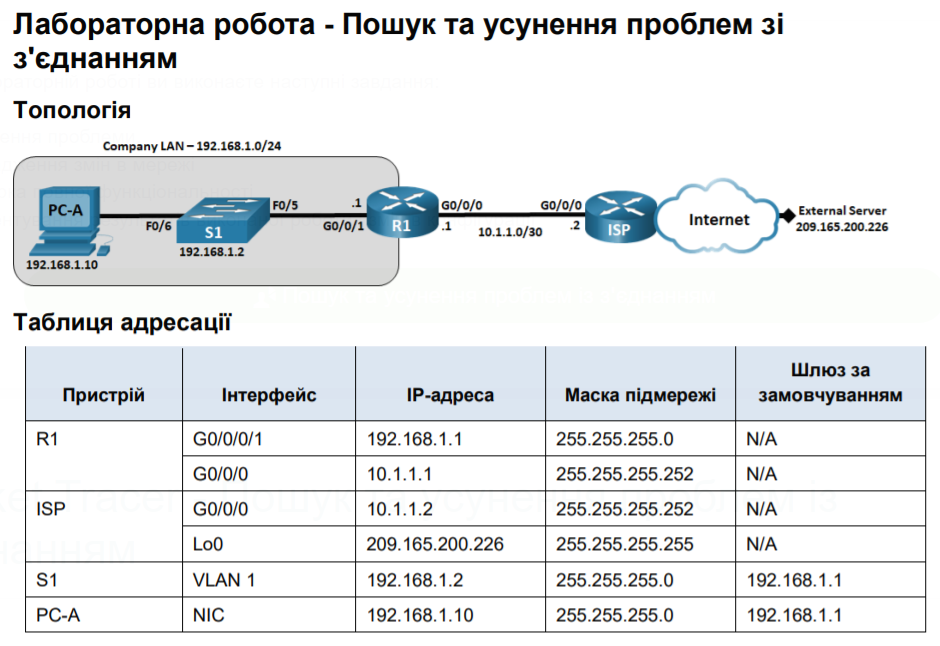 Лабораторна робота - Пошук та усунення проблем зі
з'єднанням
Топологія
Company LAN – 192.168.1.0/24
PC-A
F0/6
S1
F0/5
.1
G0/0/1
R1
G0/0/0
.1
10.1.1.0/30
G0/0/0
.2
ISP
Internet
External Server
209.165.200.226
192.168.1.10
192.168.1.2
Таблиця адресації
Пристрій Інтерфейс IP-адреса Маска підмережі Шлюз за замовчуванням
R1 G0/0/0/1 192.168.1.1 255.255.255.0 N/A
G0/0/0 10.1.1.1 255.255.255.252 N/A
ISP G0/0/0 10.1.1.2 255.255.255.252 N/A
Lo0 209.165.200.226 255.255.255.255 N/A
S1 VLAN 1 192.168.1.2 255.255.255.0 192.168.1.1
PC-A NIC 192.168.1.10 255.255.255.0 192.168.1.1